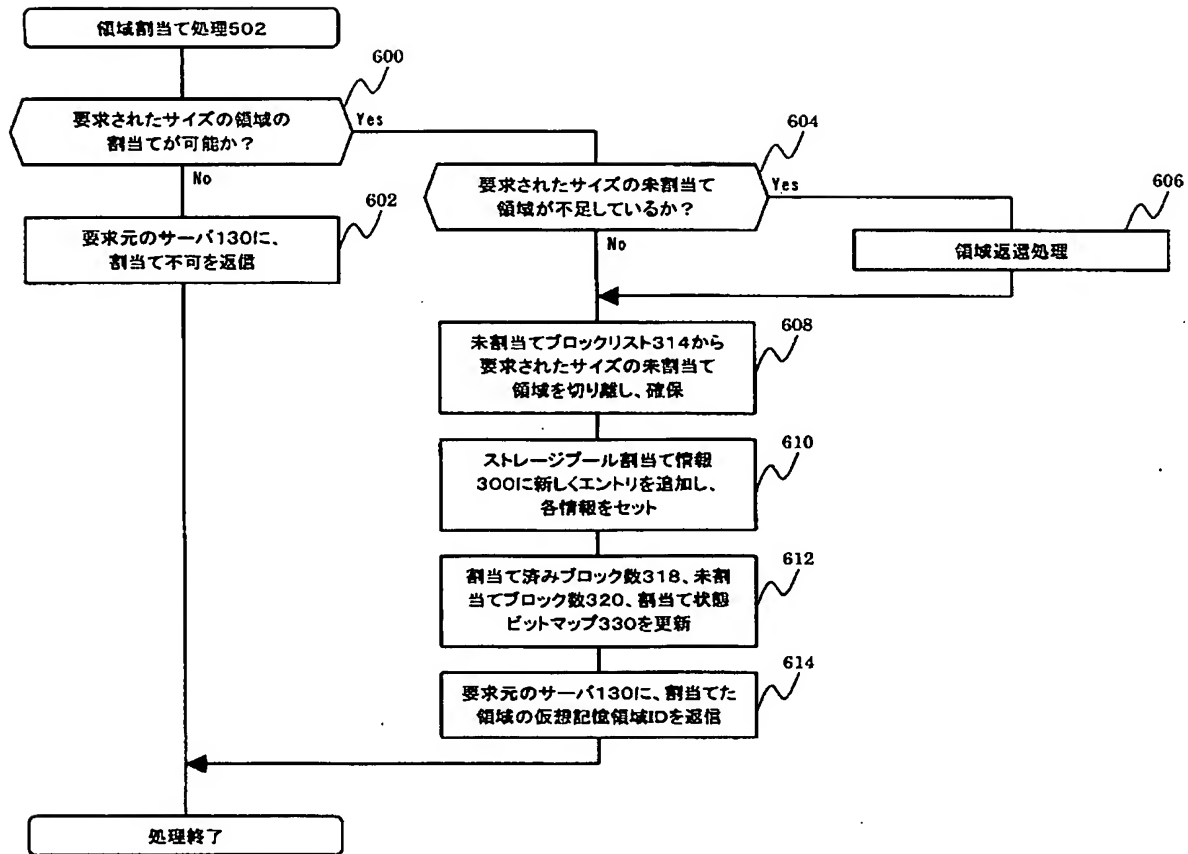 領域割当て処理502
600
要求されたサイズの領域の
割当てが可能か?
Yes
No
602
要求元のサーバ130に、
割当て不可を返信
604
要求されたサイズの未割当て
領域が不足しているか?
Yes
No
606
領域返還処理
608
未割当てブロックリスト314から
要求されたサイズの未割当て
領域を切り離し、確保
610
ストレージプール割当て情報
300に新しくエントリを追加し、
各情報をセット
612
割当て済みブロック数318、未割
当てブロック数320、割当て状態
ビットマップ330を更新
614
要求元のサーバ130に、割当てた
領域の仮想記憶領域IDを返信
処理終了